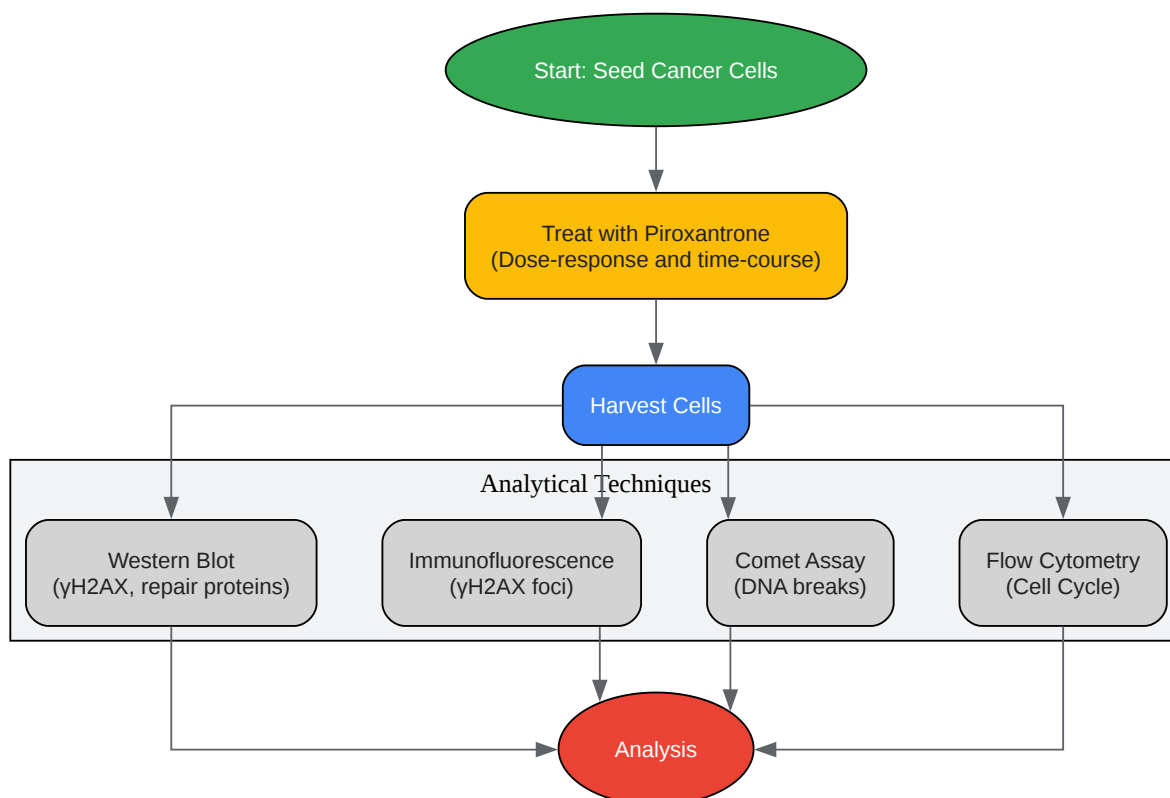 Start: Seed Cancer Cells
Treat with Piroxantrone
(Dose-response and time-course)
Harvest Cells
Analytical Techniques
Western Blot
(γH2AX, repair proteins)
Immunofluorescence
(γH2AX foci)
Comet Assay
(DNA breaks)
Flow Cytometry
(Cell Cycle)
Analysis